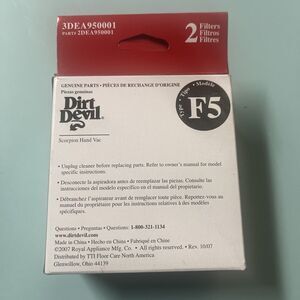 3DEA950001
PARTS 2DEA950001
2 Filters
Filtros
Filtres
GENUINE PARTS • PIÈCES DE RECHANGE D'ORIGINE
Piezas genuinas
Dirt
Devil
Scorpion Hand Vac
Type • Tipo • Modèle
F5
• Unplug cleaner before replacing parts. Refer to owner's manual for model
specific instructions.
• Desconecte la aspiradora antes de reemplazar las piezas. Consulte las
instrucciones del modelo específico en el manual del propietario.
• Débranchez l'aspirateur avant de remplacer toute pièce. Reportez-vous au
manuel du propriétaire pour les instructions relatives à des modèles
spécifiques.
Questions • Preguntas • Questions 1-800-321-1134
www.dirtdevil.com
Made in China • Hecho en China • Fabriqué en Chine
©2007 Royal Appliance Mfg. Co. • All rights reserved. Rev. 10/07
Distributed by TTI Floor Care North America.
Glenwillow, Ohio 44139